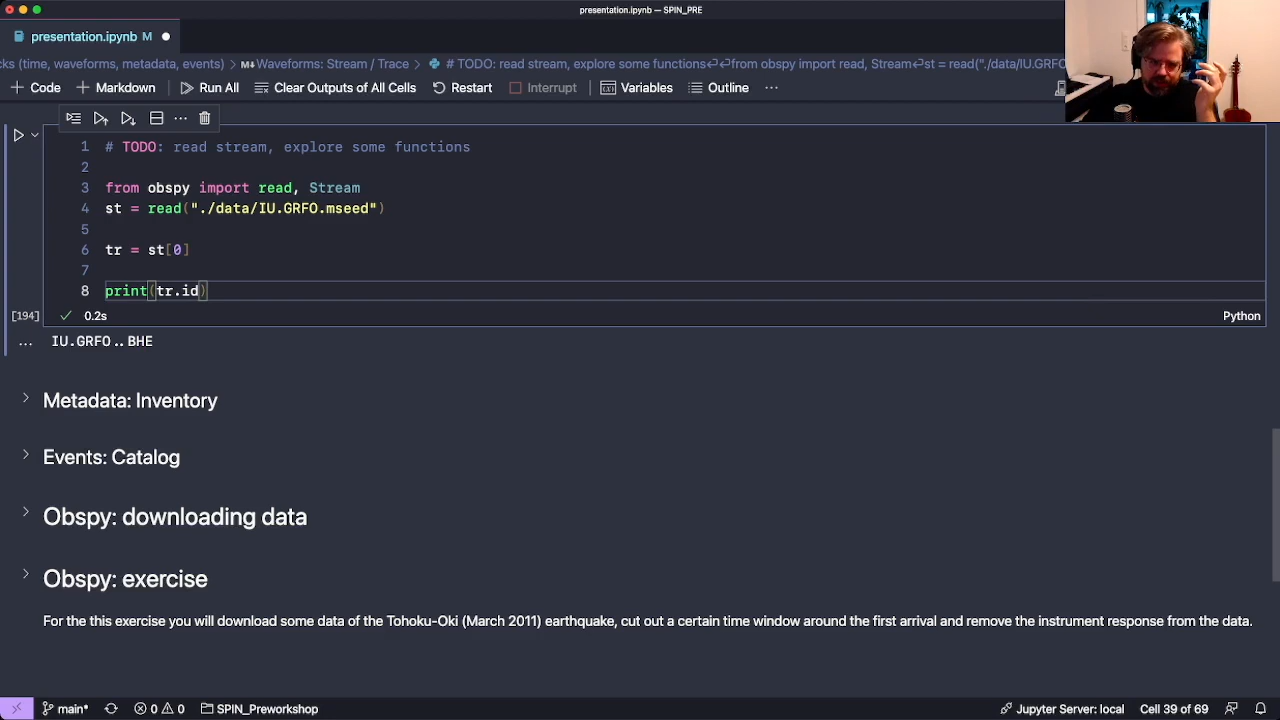 presentation.ipynb — SPIN_PRE
presentation.ipynb M
cks (time, waveforms, metadata, events) > M↓ Waveforms: Stream / Trace > # TODO: read stream, explore some functions↵↵from obspy import read, Stream↵st = read("./data/IU.GRFO
+ Code + Markdown Run All Clear Outputs of All Cells Restart Interrupt Variables Outline ...
1 # TODO: read stream, explore some functions
2
3 from obspy import read, Stream
4 st = read("./data/IU.GRFO.mseed")
5
6 tr = st[0]
7
8 print(tr.id)
[194] 0.2s Python
... IU.GRFO..BHE
Metadata: Inventory
Events: Catalog
Obspy: downloading data
Obspy: exercise
For the this exercise you will download some data of the Tohoku-Oki (March 2011) earthquake, cut out a certain time window around the first arrival and remove the instrument response from the data.
main* 0 0 SPIN_Preworkshop Jupyter Server: local Cell 39 of 69